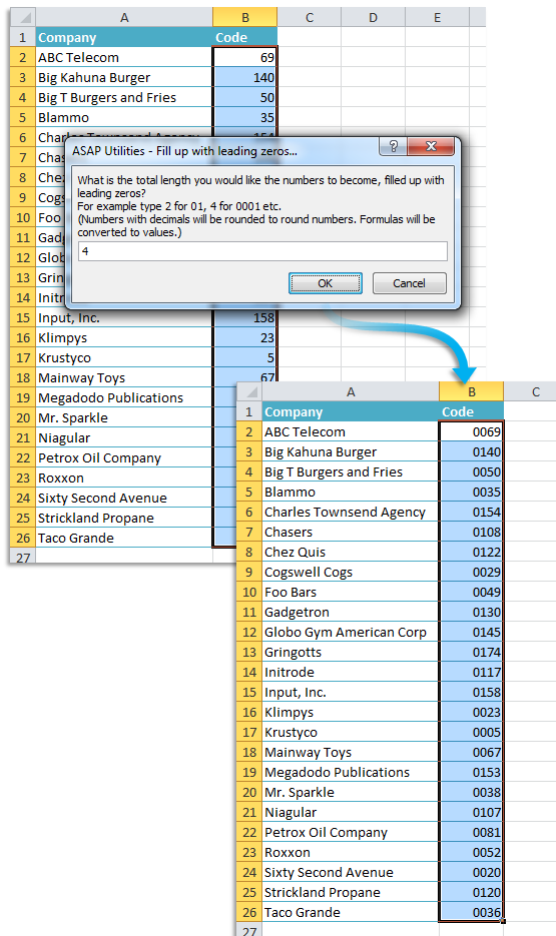 A B C D E
1 Company Code
2 ABC Telecom 69
3 Big Kahuna Burger 140
4 Big T Burgers and Fries 50
5 Blammo 35
6
7
8
9
10 Foo
11
12
13
14
ASAP Utilities - Fill up with leading zeros...
What is the total length you would like the numbers to become, filled up with
leading zeros?
For example type 2 for 01, 4 for 0001 etc.
(Numbers with decimals will be rounded to round numbers. Formulas will be
converted to values.)
4
OK Cancel
15 Input, Inc. 158
16 Klimpys 23
17 Krustyco 5
18 Mainway Toys 67
19 Megadodo Publications
20 Mr. Sparkle
21 Niagular
22 Petrox Oil Company
23 Roxxon
24 Sixty Second Avenue
25 Strickland Propane
26 Taco Grande
27
A B C
1 Company Code
2 ABC Telecom 0069
3 Big Kahuna Burger 0140
4 Big T Burgers and Fries 0050
5 Blammo 0035
6 Charles Townsend Agency 0154
7 Chasers 0108
8 Chez Quis 0122
9 Cogswell Cogs 0029
10 Foo Bars 0049
11 Gadgetron 0130
12 Globo Gym American Corp 0145
13 Gringotts 0174
14 Initrode 0117
15 Input, Inc. 0158
16 Klimpys 0023
17 Krustyco 0005
18 Mainway Toys 0067
19 Megadodo Publications 0153
20 Mr. Sparkle 0038
21 Niagular 0107
22 Petrox Oil Company 0081
23 Roxxon 0052
24 Sixty Second Avenue 0020
25 Strickland Propane 0120
26 Taco Grande 0036
27